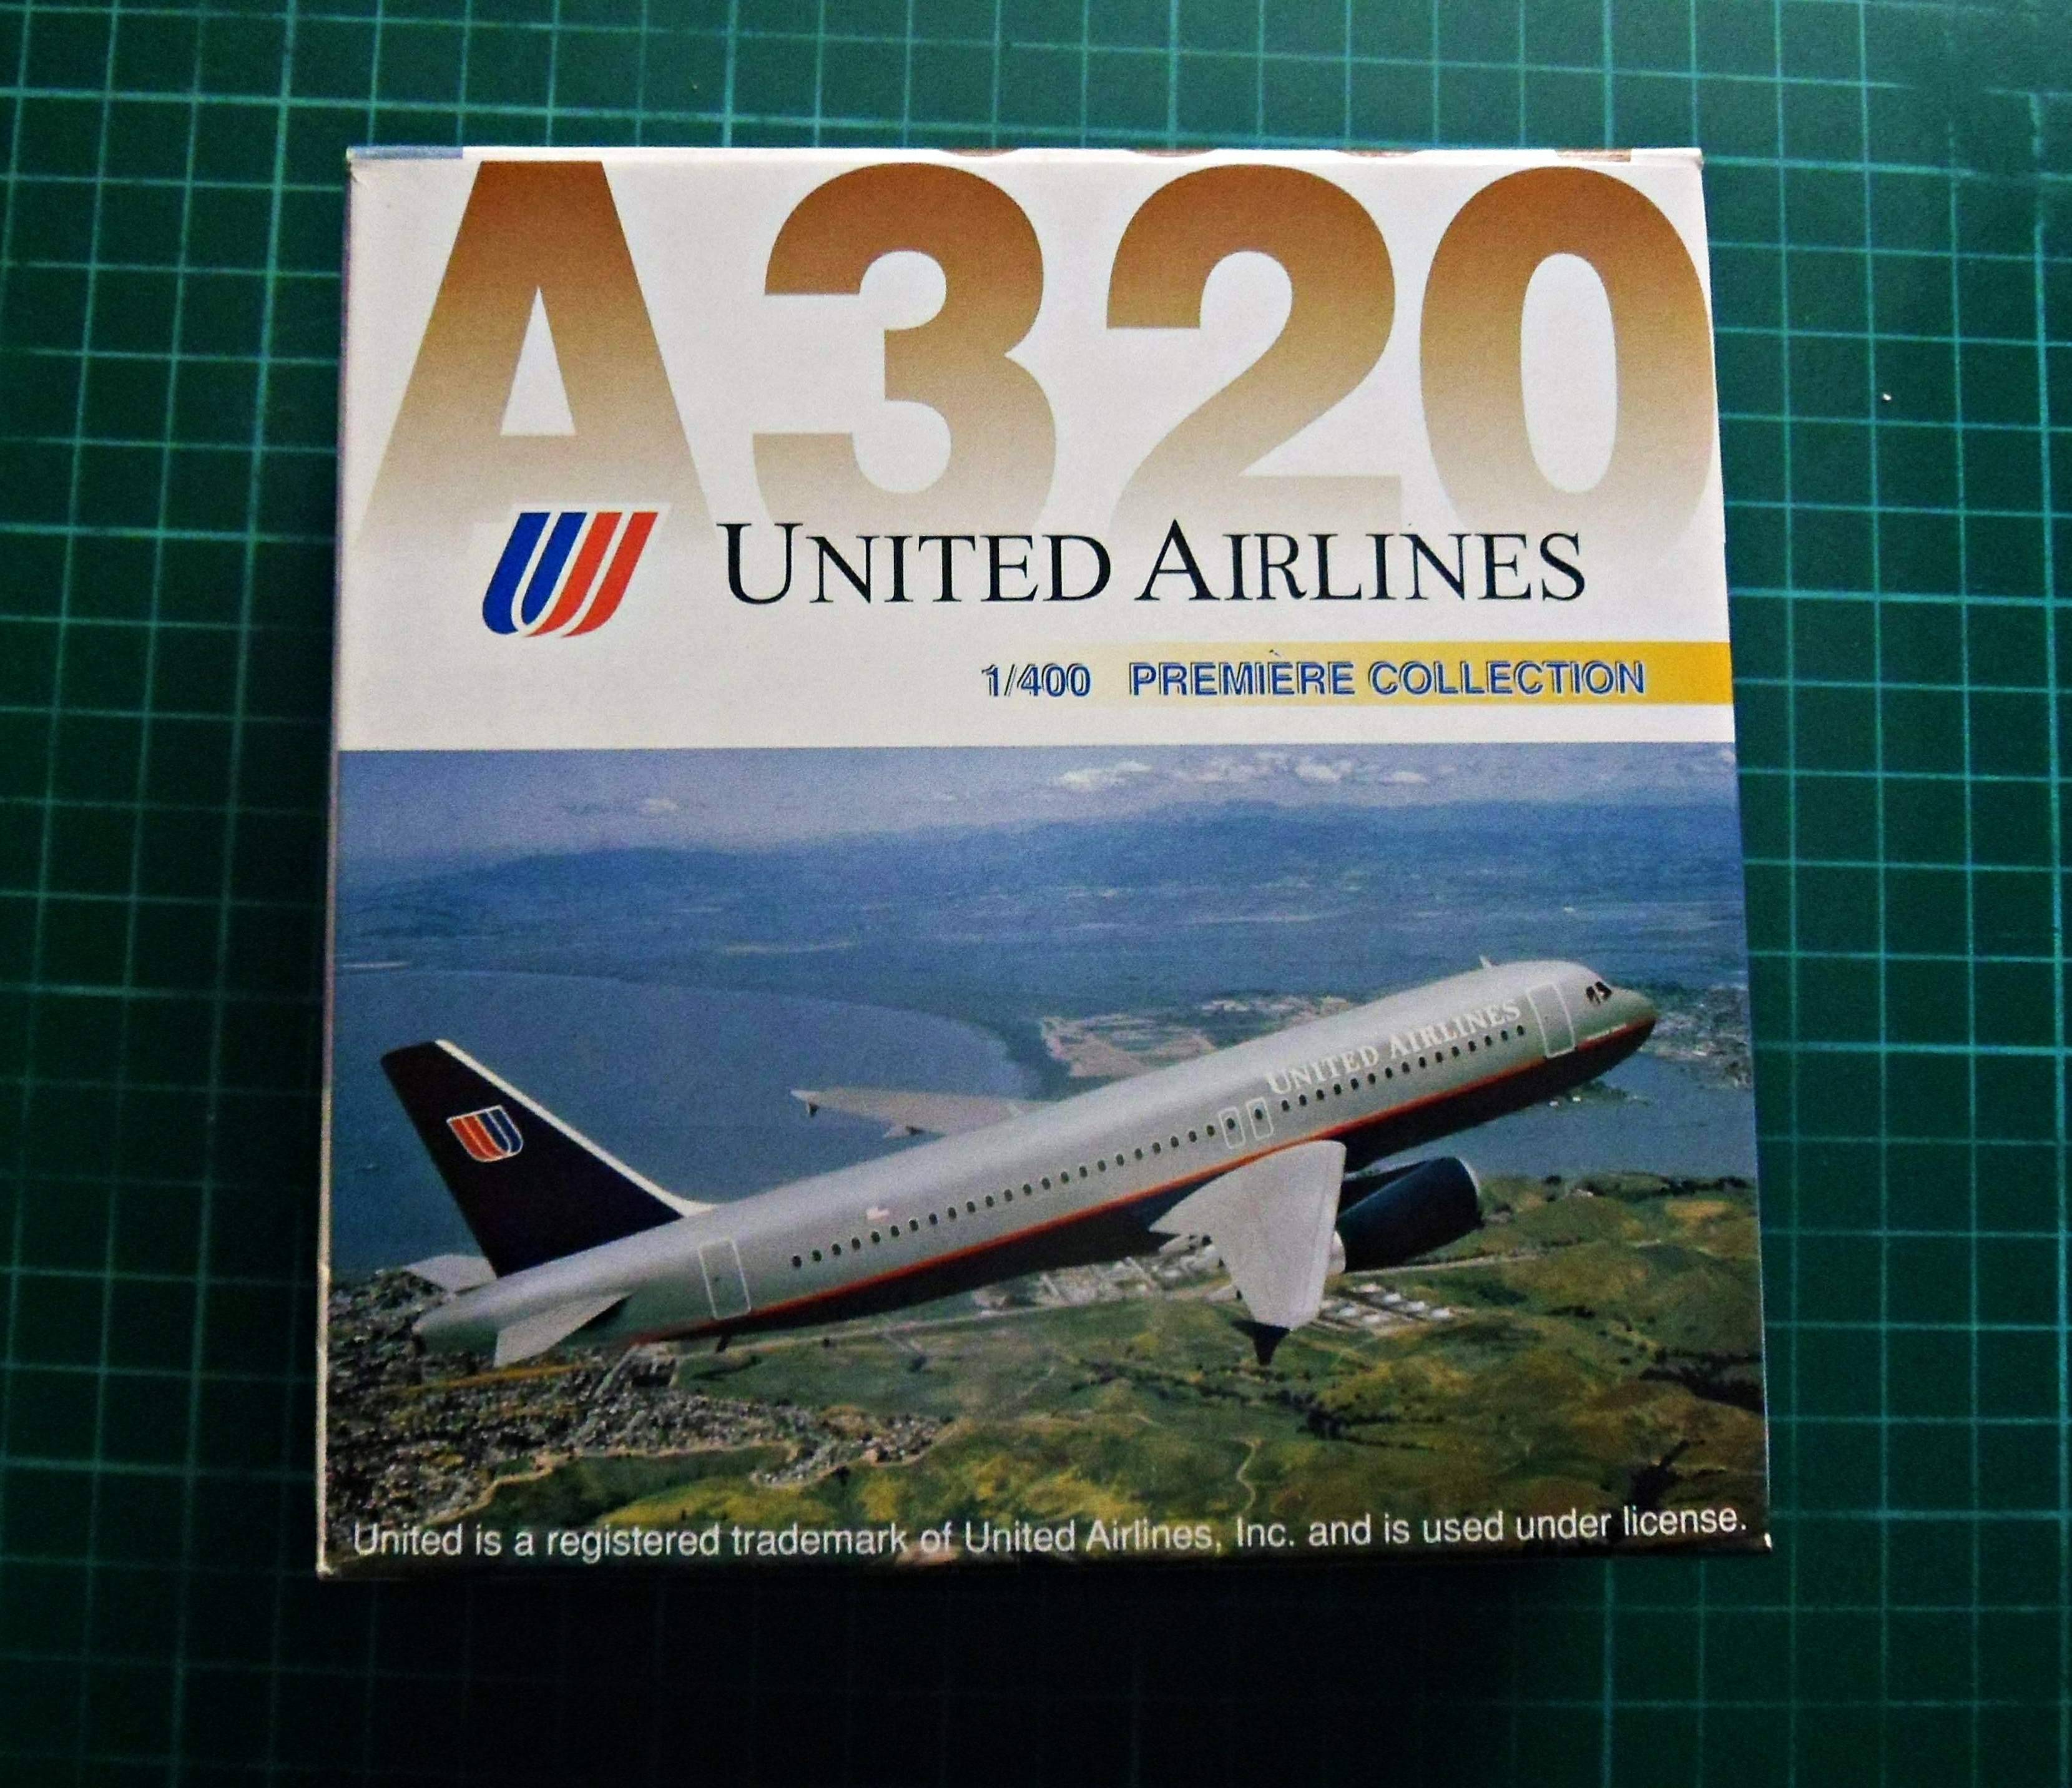 A320
UNITED AIRLINES
1/400 PREMIÈRE COLLECTION
UNITED AIRLINES
United is a registered trademark of United Airlines, Inc. and is used under license.